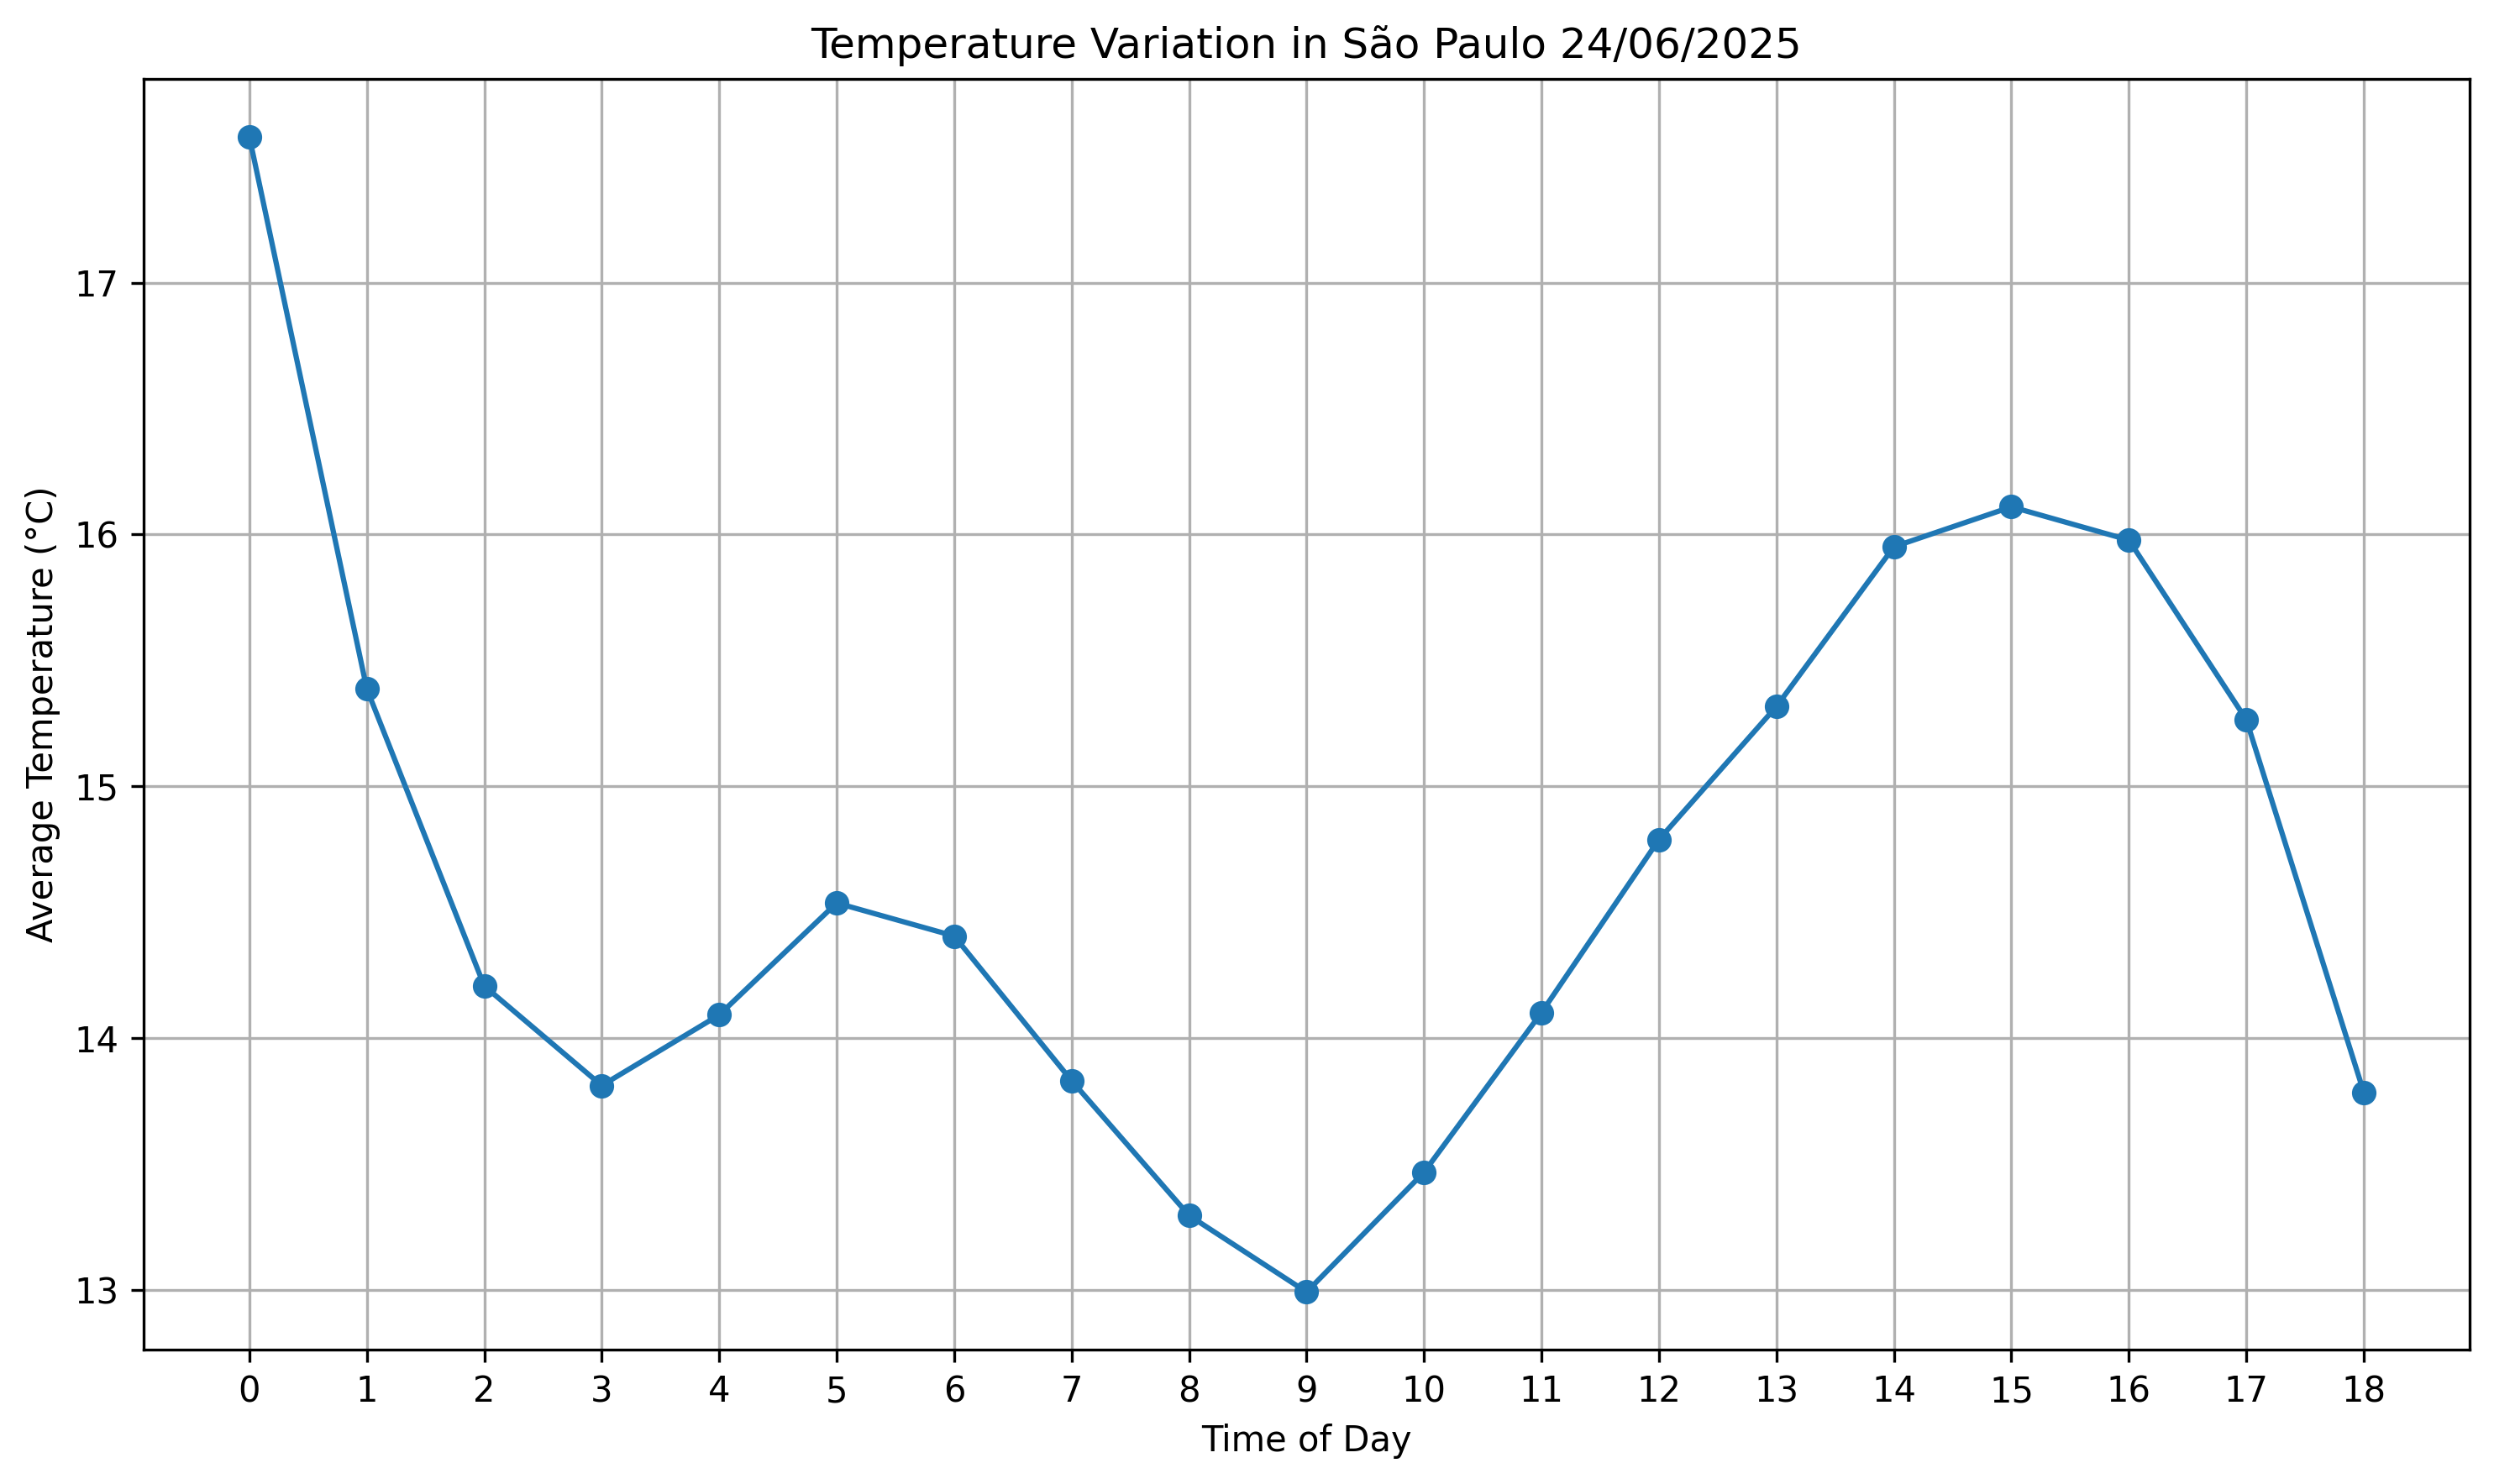 Temperature Variation in São Paulo 24/06/2025
Average Temperature (°C)
17
16
15
14
13
0 1 2 3 4 5 6 7 8 9 10 11 12 13 14 15 16 17 18
Time of Day